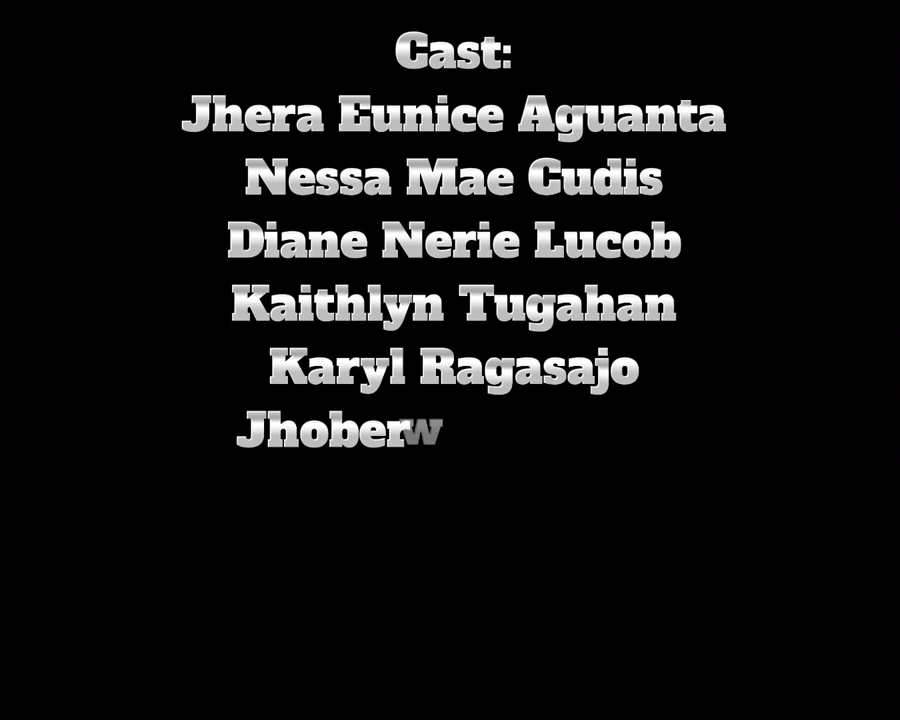 Cast:
Jhera Eunice Aguanta
Nessa Mae Cudis
Diane Nerie Lucob
Kaithlyn Tugahan
Karyl Ragasajo
Jhoberw